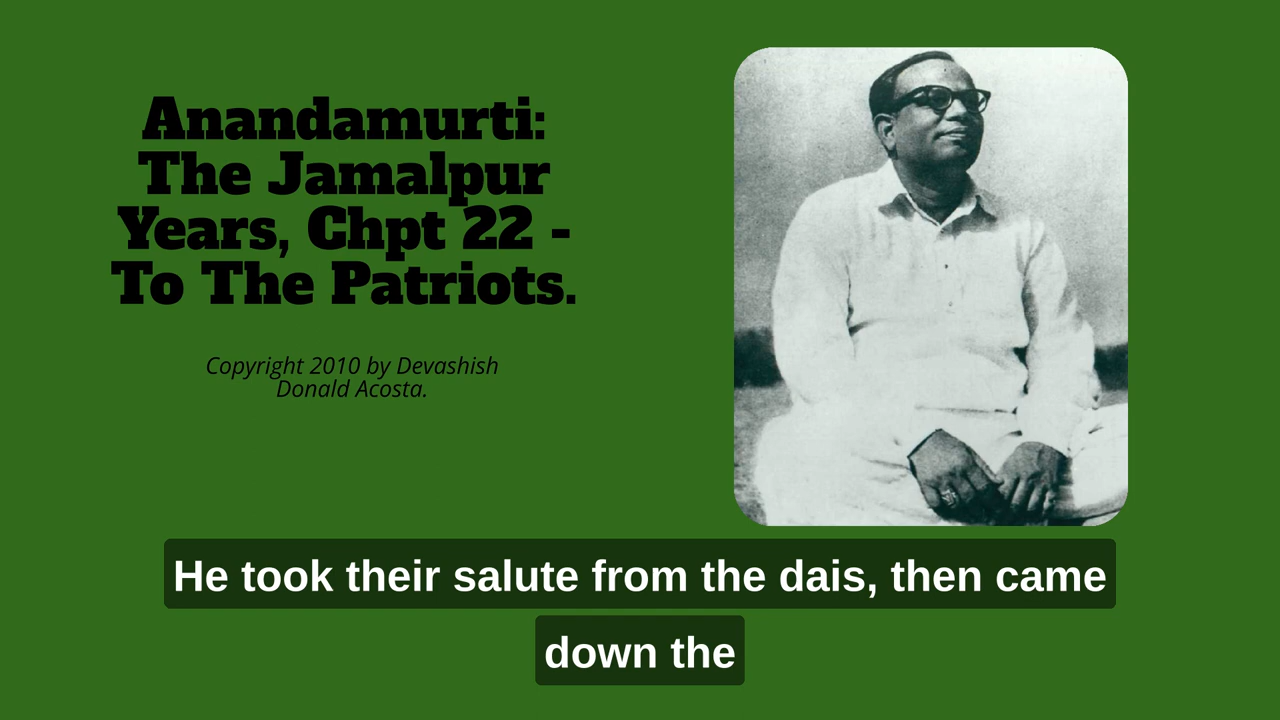 Anandamurti:
The Jamalpur
Years, Chpt 22 -
To The Patriots.
Copyright 2010 by Devashish
Donald Acosta.
He took their salute from the dais, then came
down the